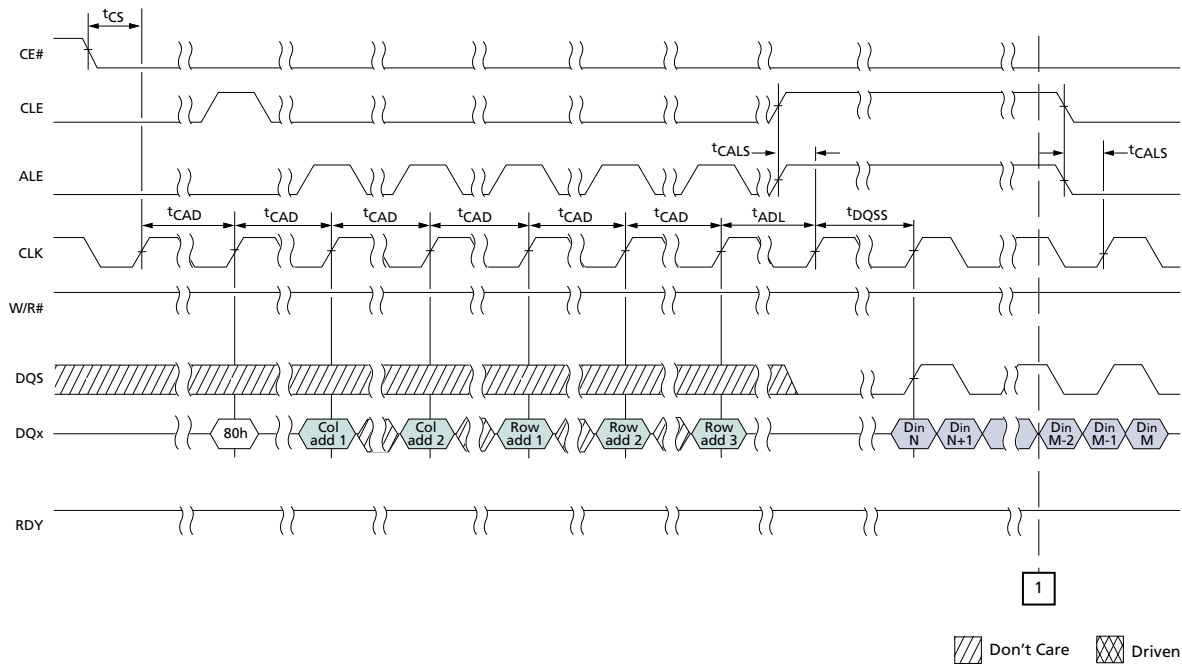 tCS
CE#
CLE
tCALS
tCALS
ALE
tCAD
tCAD
tCAD
tCAD
tCAD
tCAD
tADL
tDQSS
CLK
W/R#
DQS
DQx
80h
Col
add 1
Col
add 2
Row
add 1
Row
add 2
Row
add 3
Din
N
Din
N+1
Din
M-2
Din
M-1
Din
M
RDY
1
Don't Care
Driven